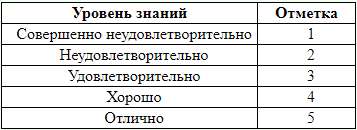 Уровень знаний Отметка
Совершенно неудовлетворительно 1
Неудовлетворительно 2
Удовлетворительно 3
Хорошо 4
Отлично 5